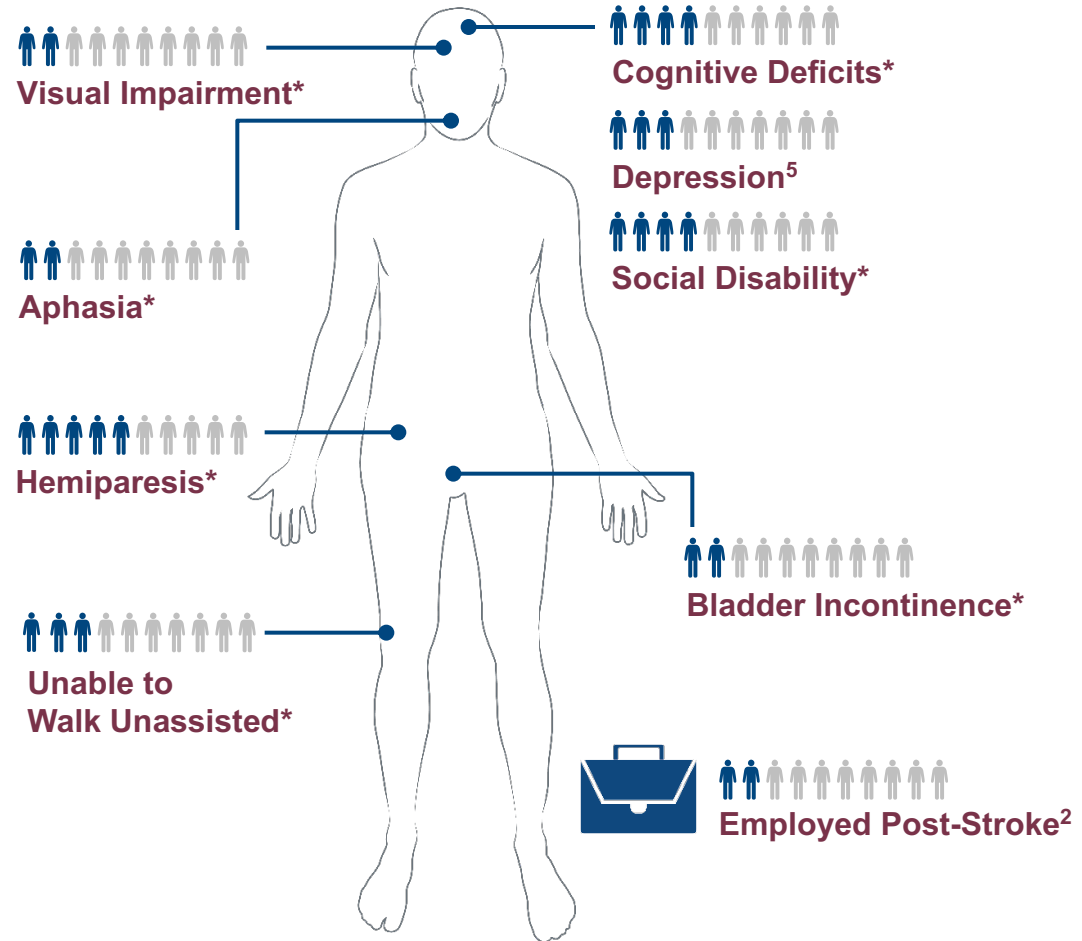 Visual Impairment*
Cognitive Deficits*
Depression⁵
Social Disability*
Aphasia*
Hemiparesis*
Bladder Incontinence*
Unable to
Walk Unassisted*
Employed Post-Stroke²